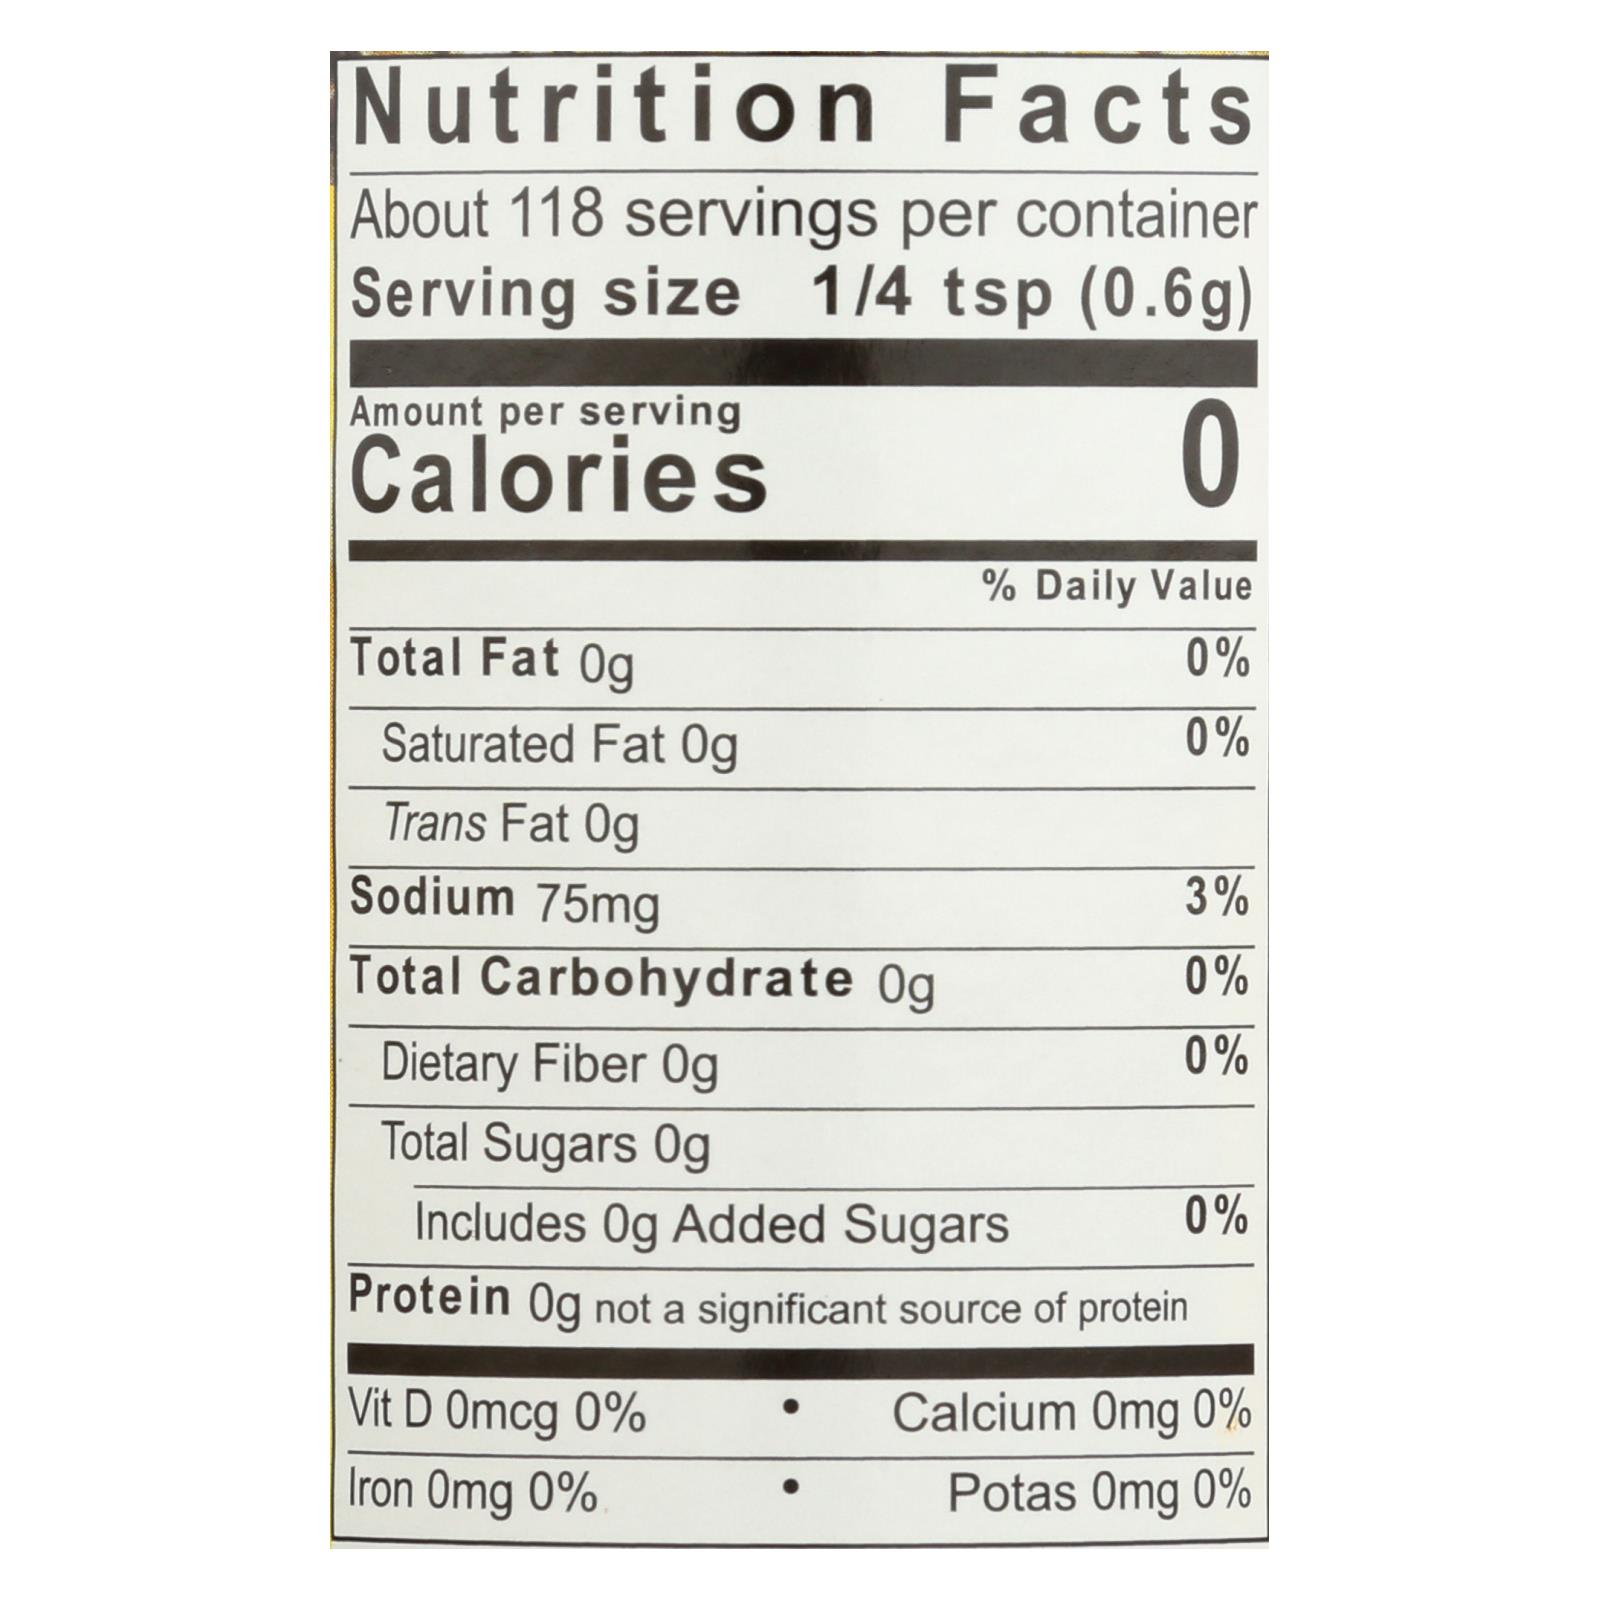 Nutrition Facts
About 118 servings per container
Serving size 1/4 tsp (0.6g)
Amount per serving
Calories 0
% Daily Value
Total Fat 0g 0%
Saturated Fat 0g 0%
Trans Fat 0g
Sodium 75mg 3%
Total Carbohydrate 0g 0%
Dietary Fiber 0g 0%
Total Sugars 0g
Includes 0g Added Sugars 0%
Protein 0g not a significant source of protein
Vit D 0mcg 0% • Calcium 0mg 0%
Iron 0mg 0% • Potas 0mg 0%